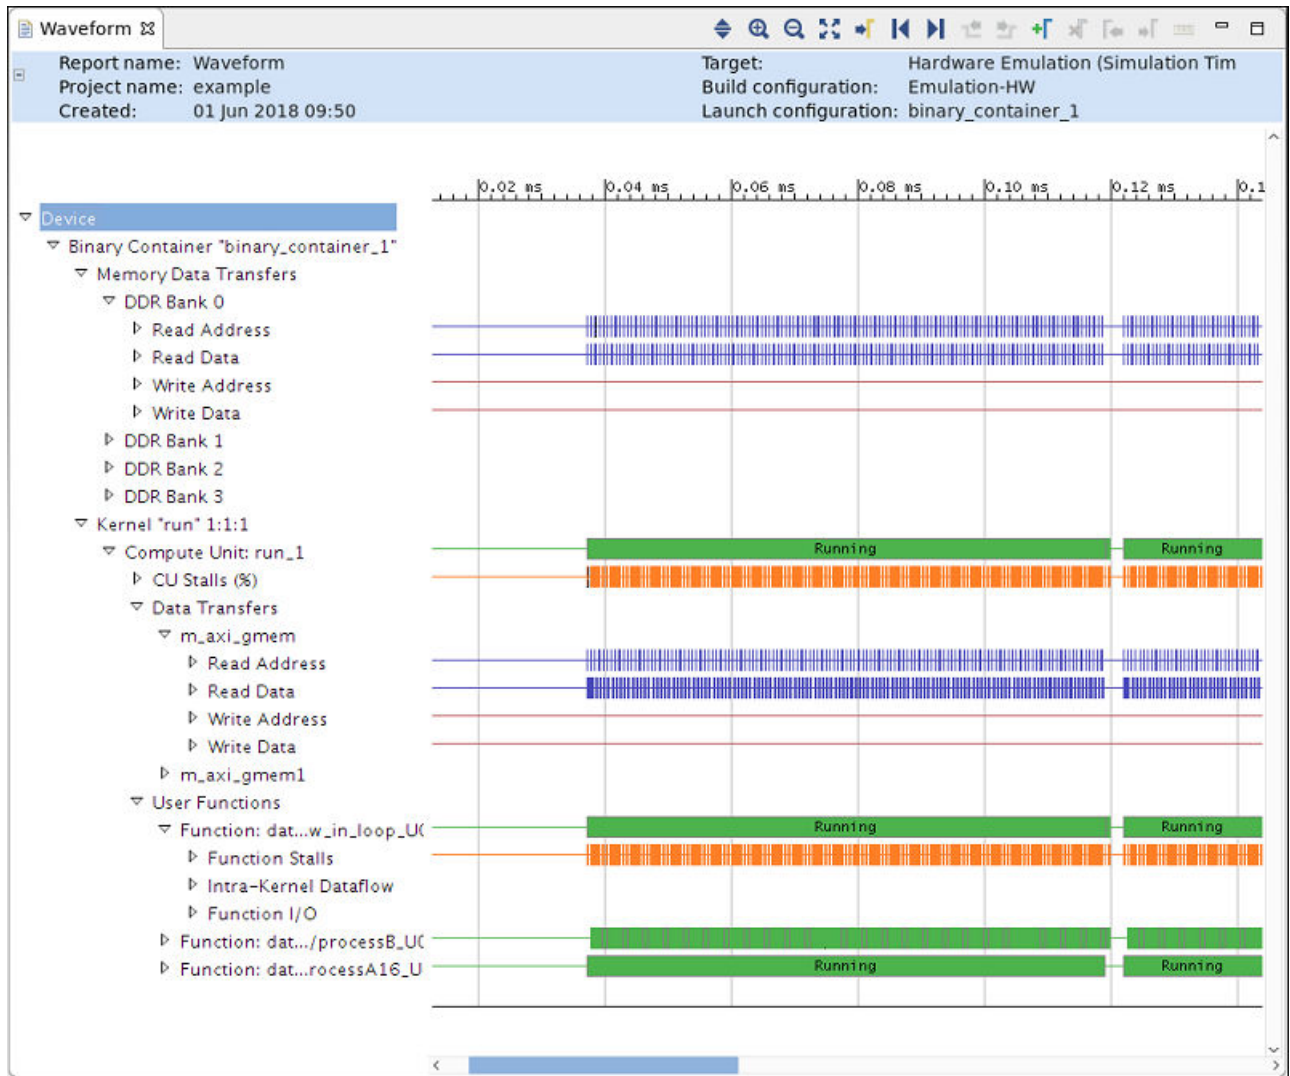 Waveform
Report name: Waveform
Target: Hardware Emulation (Simulation Tim
Project name: example
Build configuration: Emulation-HW
Created: 01 Jun 2018 09:50
Launch configuration: binary_container_1
0.02 ms 0.04 ms 0.06 ms 0.08 ms 0.10 ms 0.12 ms 0.1
Device
Binary Container "binary_container_1"
Memory Data Transfers
DDR Bank 0
Read Address
Read Data
Write Address
Write Data
DDR Bank 1
DDR Bank 2
DDR Bank 3
Kernel "run" 1:1:1
Compute Unit: run_1 Running Running
CU Stalls (%)
Data Transfers
m_axi_gmem
Read Address
Read Data
Write Address
Write Data
m_axi_gmem1
User Functions
Function: dat...w_in_loop_U0 Running Running
Function Stalls
Intra-Kernel Dataflow
Function I/O
Function: dat.../processB_U0
Function: dat...rocessA16_U Running Running